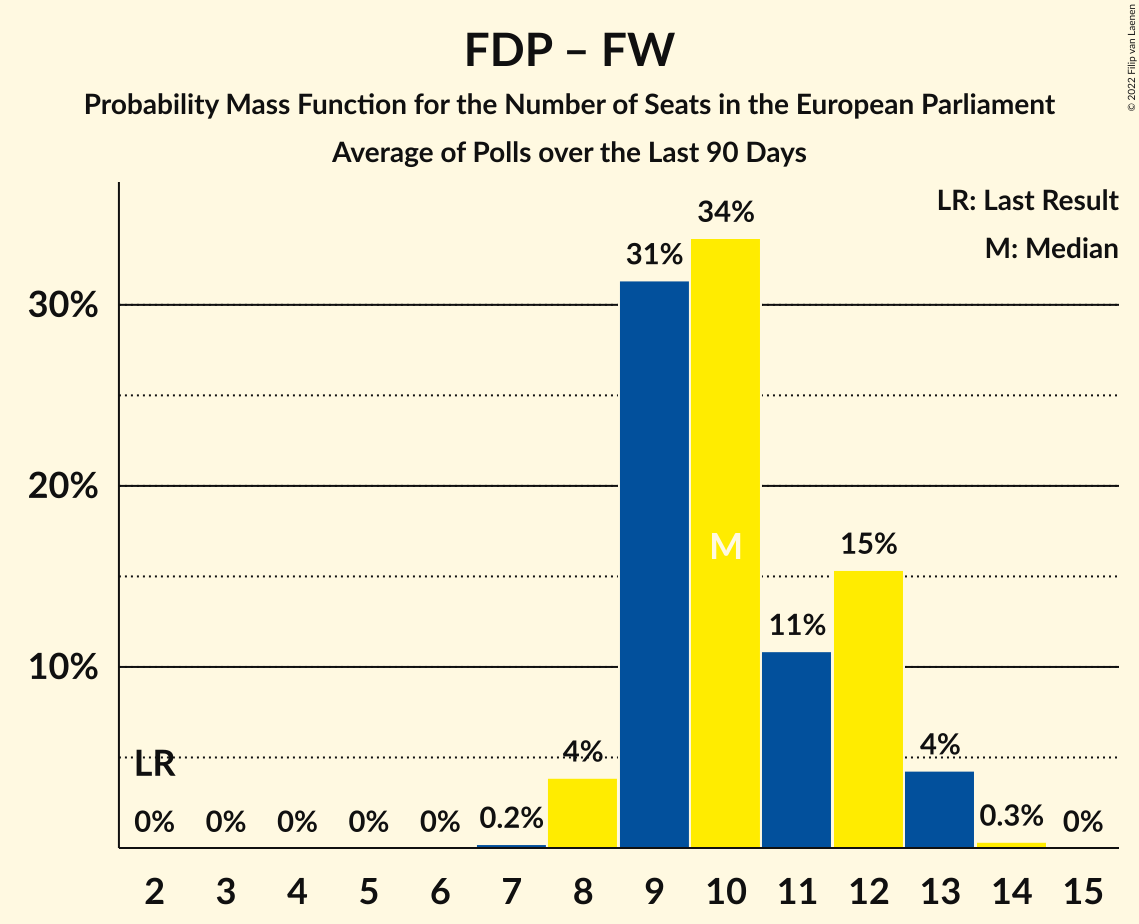 FDP – FW
Probability Mass Function for the Number of Seats in the European Parliament
Average of Polls over the Last 90 Days
© 2022 Filip van Laenen
LR: Last Result
M: Median
34%
31%
30%
20%
M
15%
11%
10%
LR
4%
4%
0% 0% 0% 0% 0% 0.2% 0.3% 0%
2 3 4 5 6 7 8 9 10 11 12 13 14 15